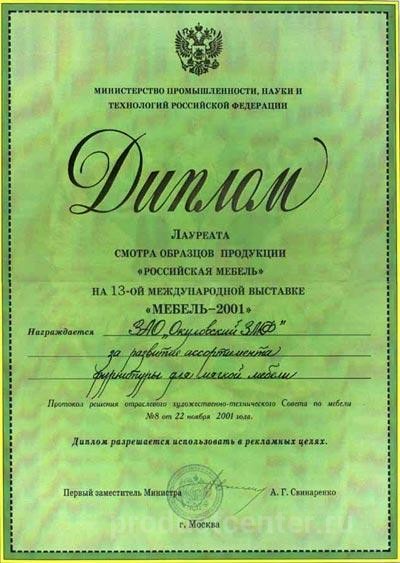 МИНИСТЕРСТВО ПРОМЫШЛЕННОСТИ, НАУКИ И
ТЕХНОЛОГИЙ РОССИЙСКОЙ ФЕДЕРАЦИИ
Диплом
ЛАУРЕАТА
СМОТРА ОБРАЗЦОВ ПРОДУКЦИИ
«РОССИЙСКАЯ МЕБЕЛЬ»
НА 13-ОЙ МЕЖДУНАРОДНОЙ ВЫСТАВКЕ
«МЕБЕЛЬ–2001»
Награждается ЗАО „Окуловский ЗМФ"
за развитие ассортимента
фурнитуры для мягкой мебели
Протокол решения отраслевого художественно-технического Совета по мебели
№8 от 22 ноября 2001 года.
Диплом разрешается использовать в рекламных целях.
Первый заместитель Министра А. Г. Свинаренко
г. Москва